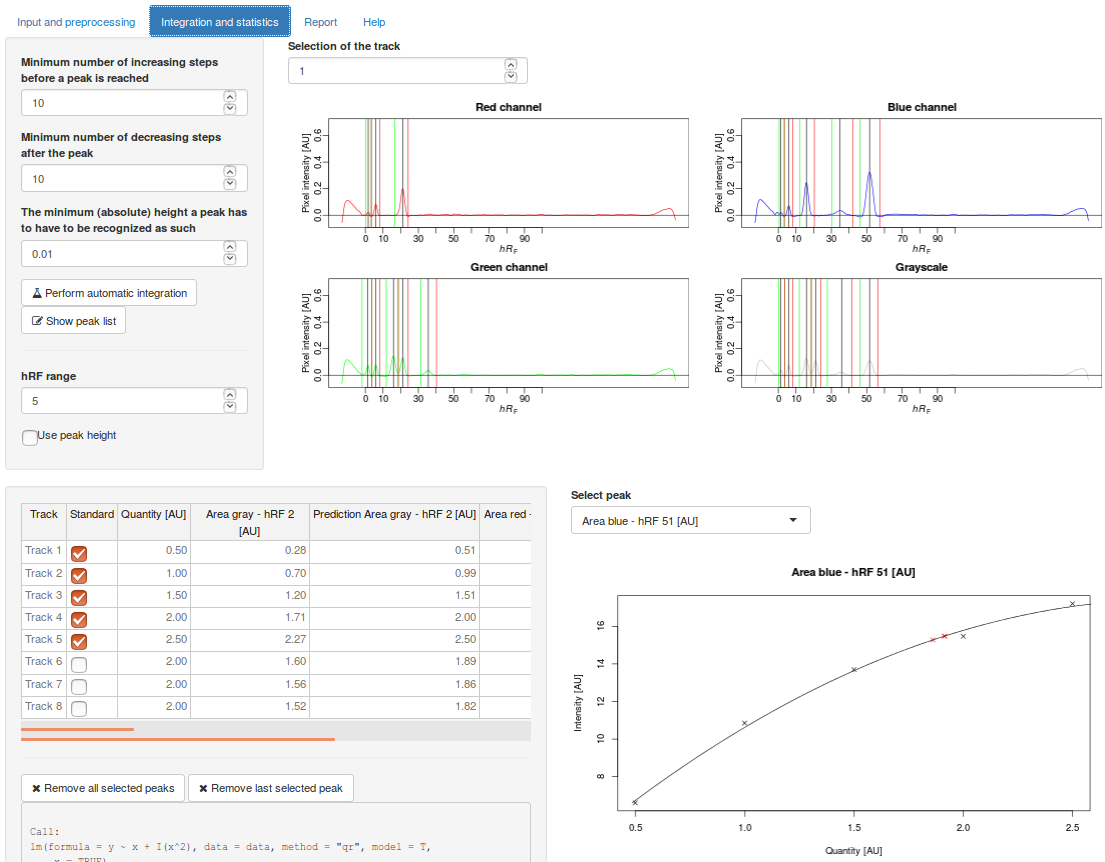 Input and preprocessing Integration and statistics Report Help
Minimum number of increasing steps
before a peak is reached
10
Minimum number of decreasing steps
after the peak
10
The minimum (absolute) height a peak has
to have to be recognized as such
0.01
Perform automatic integration
Show peak list
hRF range
5
Use peak height
Selection of the track
1
Red channel
Pixel intensity [AU]
0.0 0.2 0.4 0.6
0 10 30 50 70 90
hRF
Blue channel
Pixel intensity [AU]
0.0 0.2 0.4 0.6
0 10 30 50 70 90
hRF
Green channel
Pixel intensity [AU]
0.0 0.2 0.4 0.6
0 10 30 50 70 90
hRF
Grayscale
Pixel intensity [AU]
0.0 0.2 0.4 0.6
0 10 30 50 70 90
hRF
Track Standard Quantity [AU] Area gray - hRF 2 Prediction Area gray - hRF 2 [AU] Area red -
[AU]
Track 1 0.50 0.28 0.51
Track 2 1.00 0.70 0.99
Track 3 1.50 1.20 1.51
Track 4 2.00 1.71 2.00
Track 5 2.50 2.27 2.50
Track 6 2.00 1.60 1.89
Track 7 2.00 1.56 1.86
Track 8 2.00 1.52 1.82
Remove all selected peaks Remove last selected peak
Call:
lm(formula = y ~ x + I(x^2), data = data, method = "qr", model = T,
x = TRUE)
Select peak
Area blue - hRF 51 [AU]
Area blue - hRF 51 [AU]
Intensity [AU]
8 10 12 14 16
0.5 1.0 1.5 2.0 2.5
Quantity [AU]